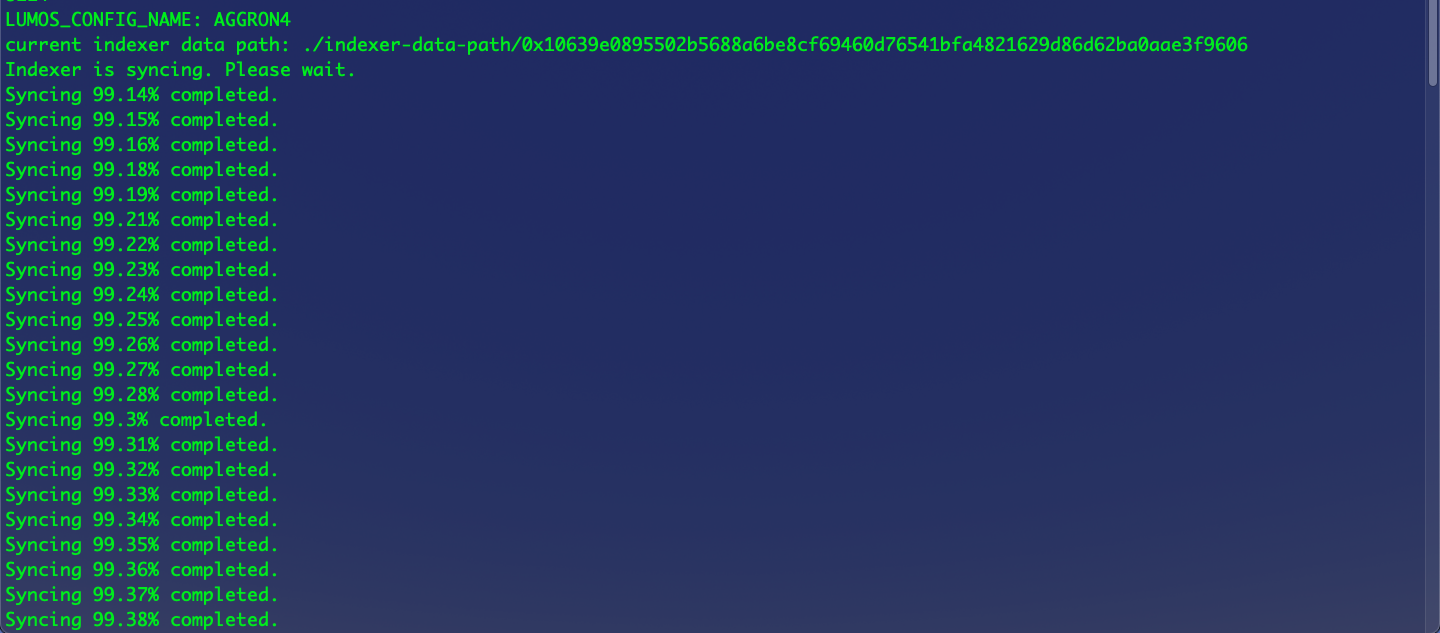 LUMOS_CONFIG_NAME: AGGRON4
current indexer data path: ./indexer-data-path/0x10639e0895502b5688a6be8cf69460d76541bfa4821629d86d62ba0aae3f9606
Indexer is syncing. Please wait.
Syncing 99.14% completed.
Syncing 99.15% completed.
Syncing 99.16% completed.
Syncing 99.18% completed.
Syncing 99.19% completed.
Syncing 99.21% completed.
Syncing 99.22% completed.
Syncing 99.23% completed.
Syncing 99.24% completed.
Syncing 99.25% completed.
Syncing 99.26% completed.
Syncing 99.27% completed.
Syncing 99.28% completed.
Syncing 99.3% completed.
Syncing 99.31% completed.
Syncing 99.32% completed.
Syncing 99.33% completed.
Syncing 99.34% completed.
Syncing 99.35% completed.
Syncing 99.36% completed.
Syncing 99.37% completed.
Syncing 99.38% completed.